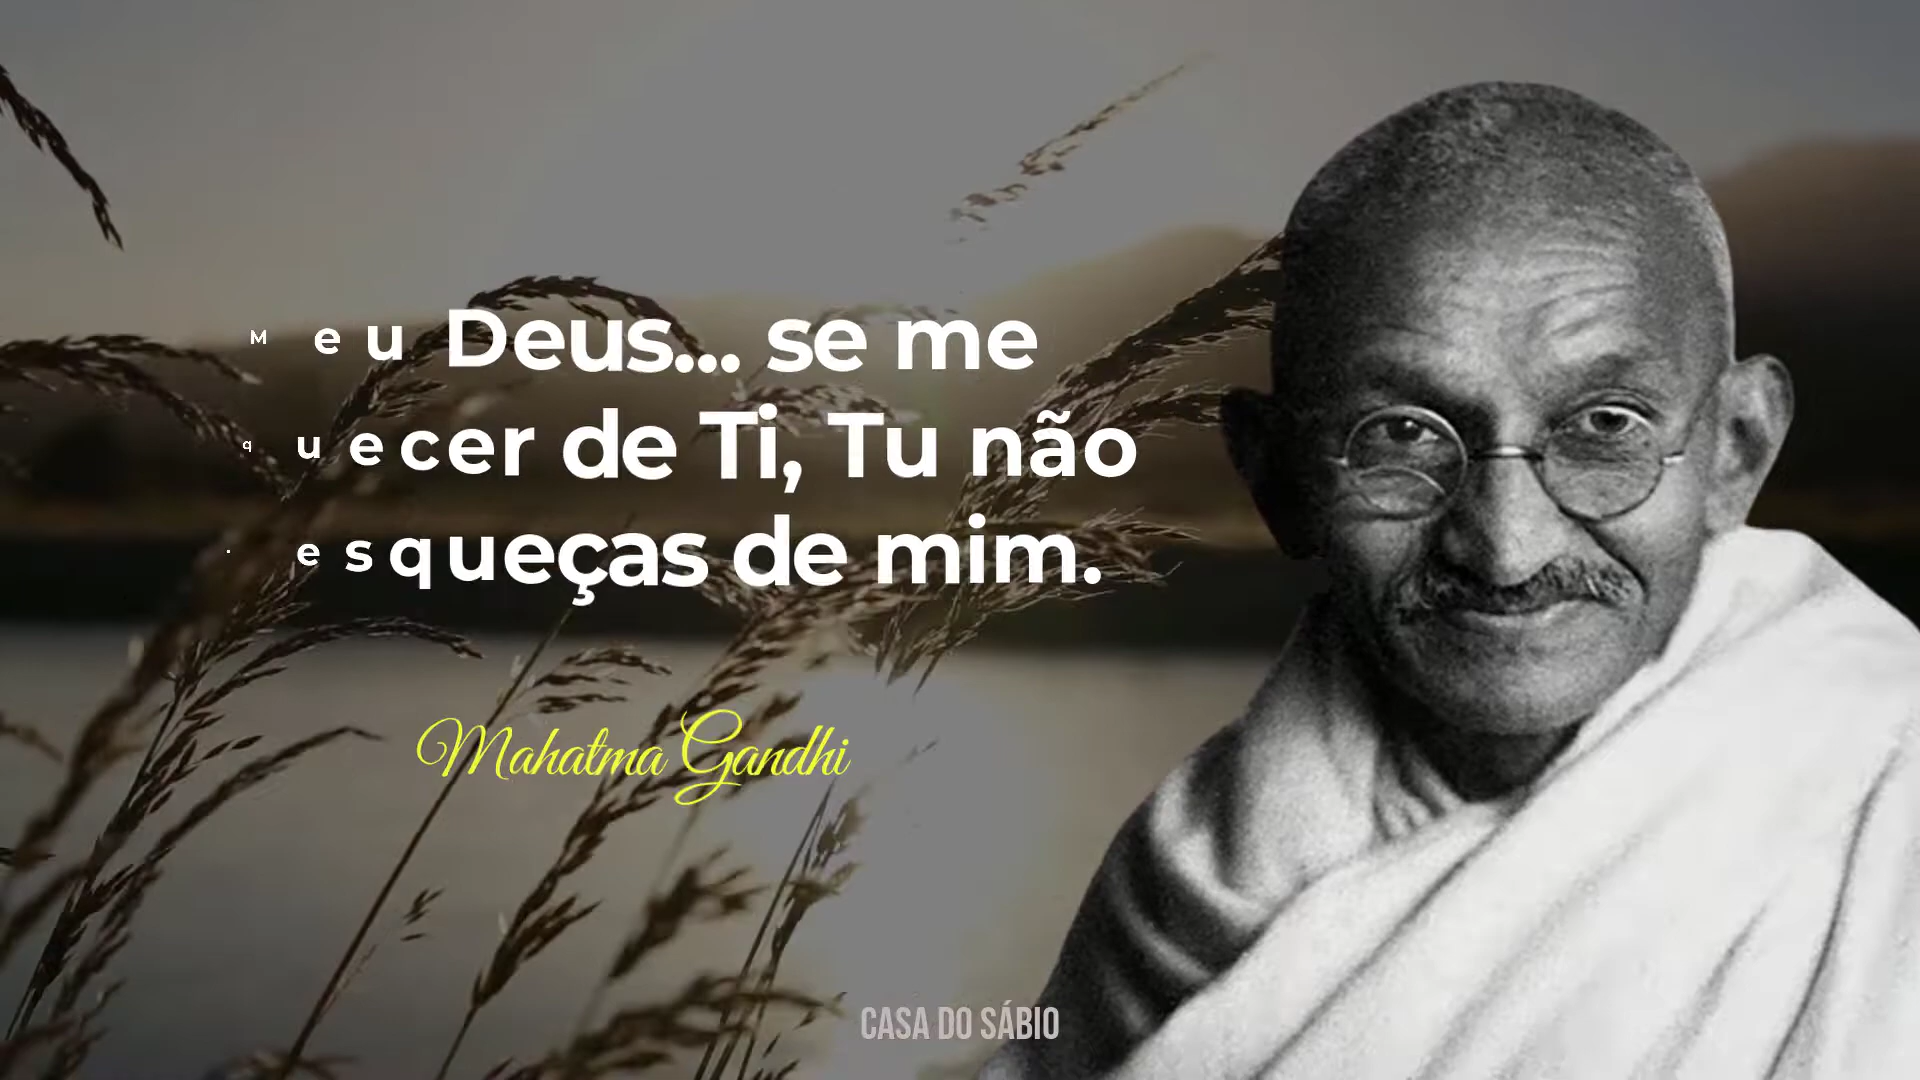 Meu Deus... se me
quecer de Ti, Tu não
esqueças de mim.
Mahatma Gandhi
CASA DO SÁBIO